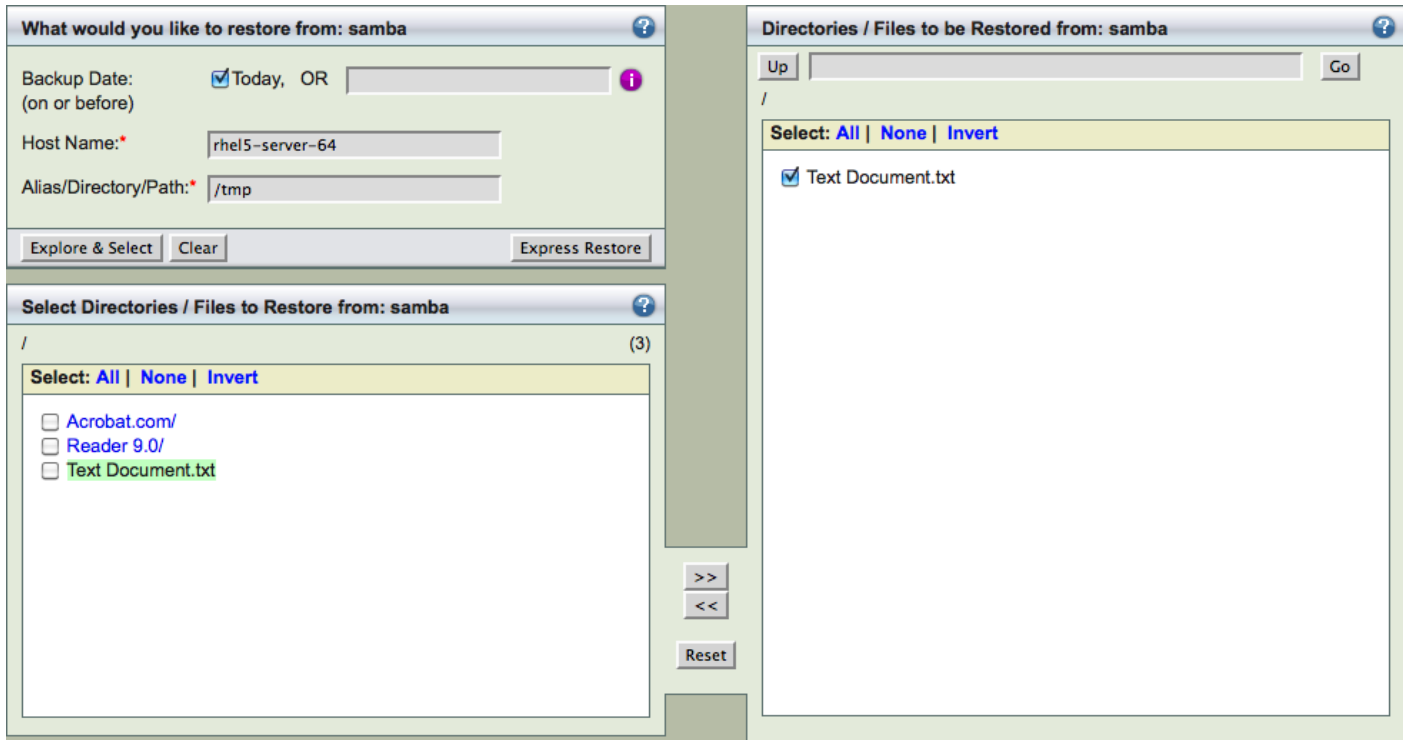 What would you like to restore from: samba ?
Backup Date: Today, OR i
(on or before)
Host Name:* rhel5-server-64
Alias/Directory/Path:* /tmp
Explore & Select Clear Express Restore
Select Directories / Files to Restore from: samba ?
/ (3)
Select: All | None | Invert
Acrobat.com/
Reader 9.0/
Text Document.txt
>>
<<
Reset
Directories / Files to be Restored from: samba ?
Up Go
/
Select: All | None | Invert
Text Document.txt